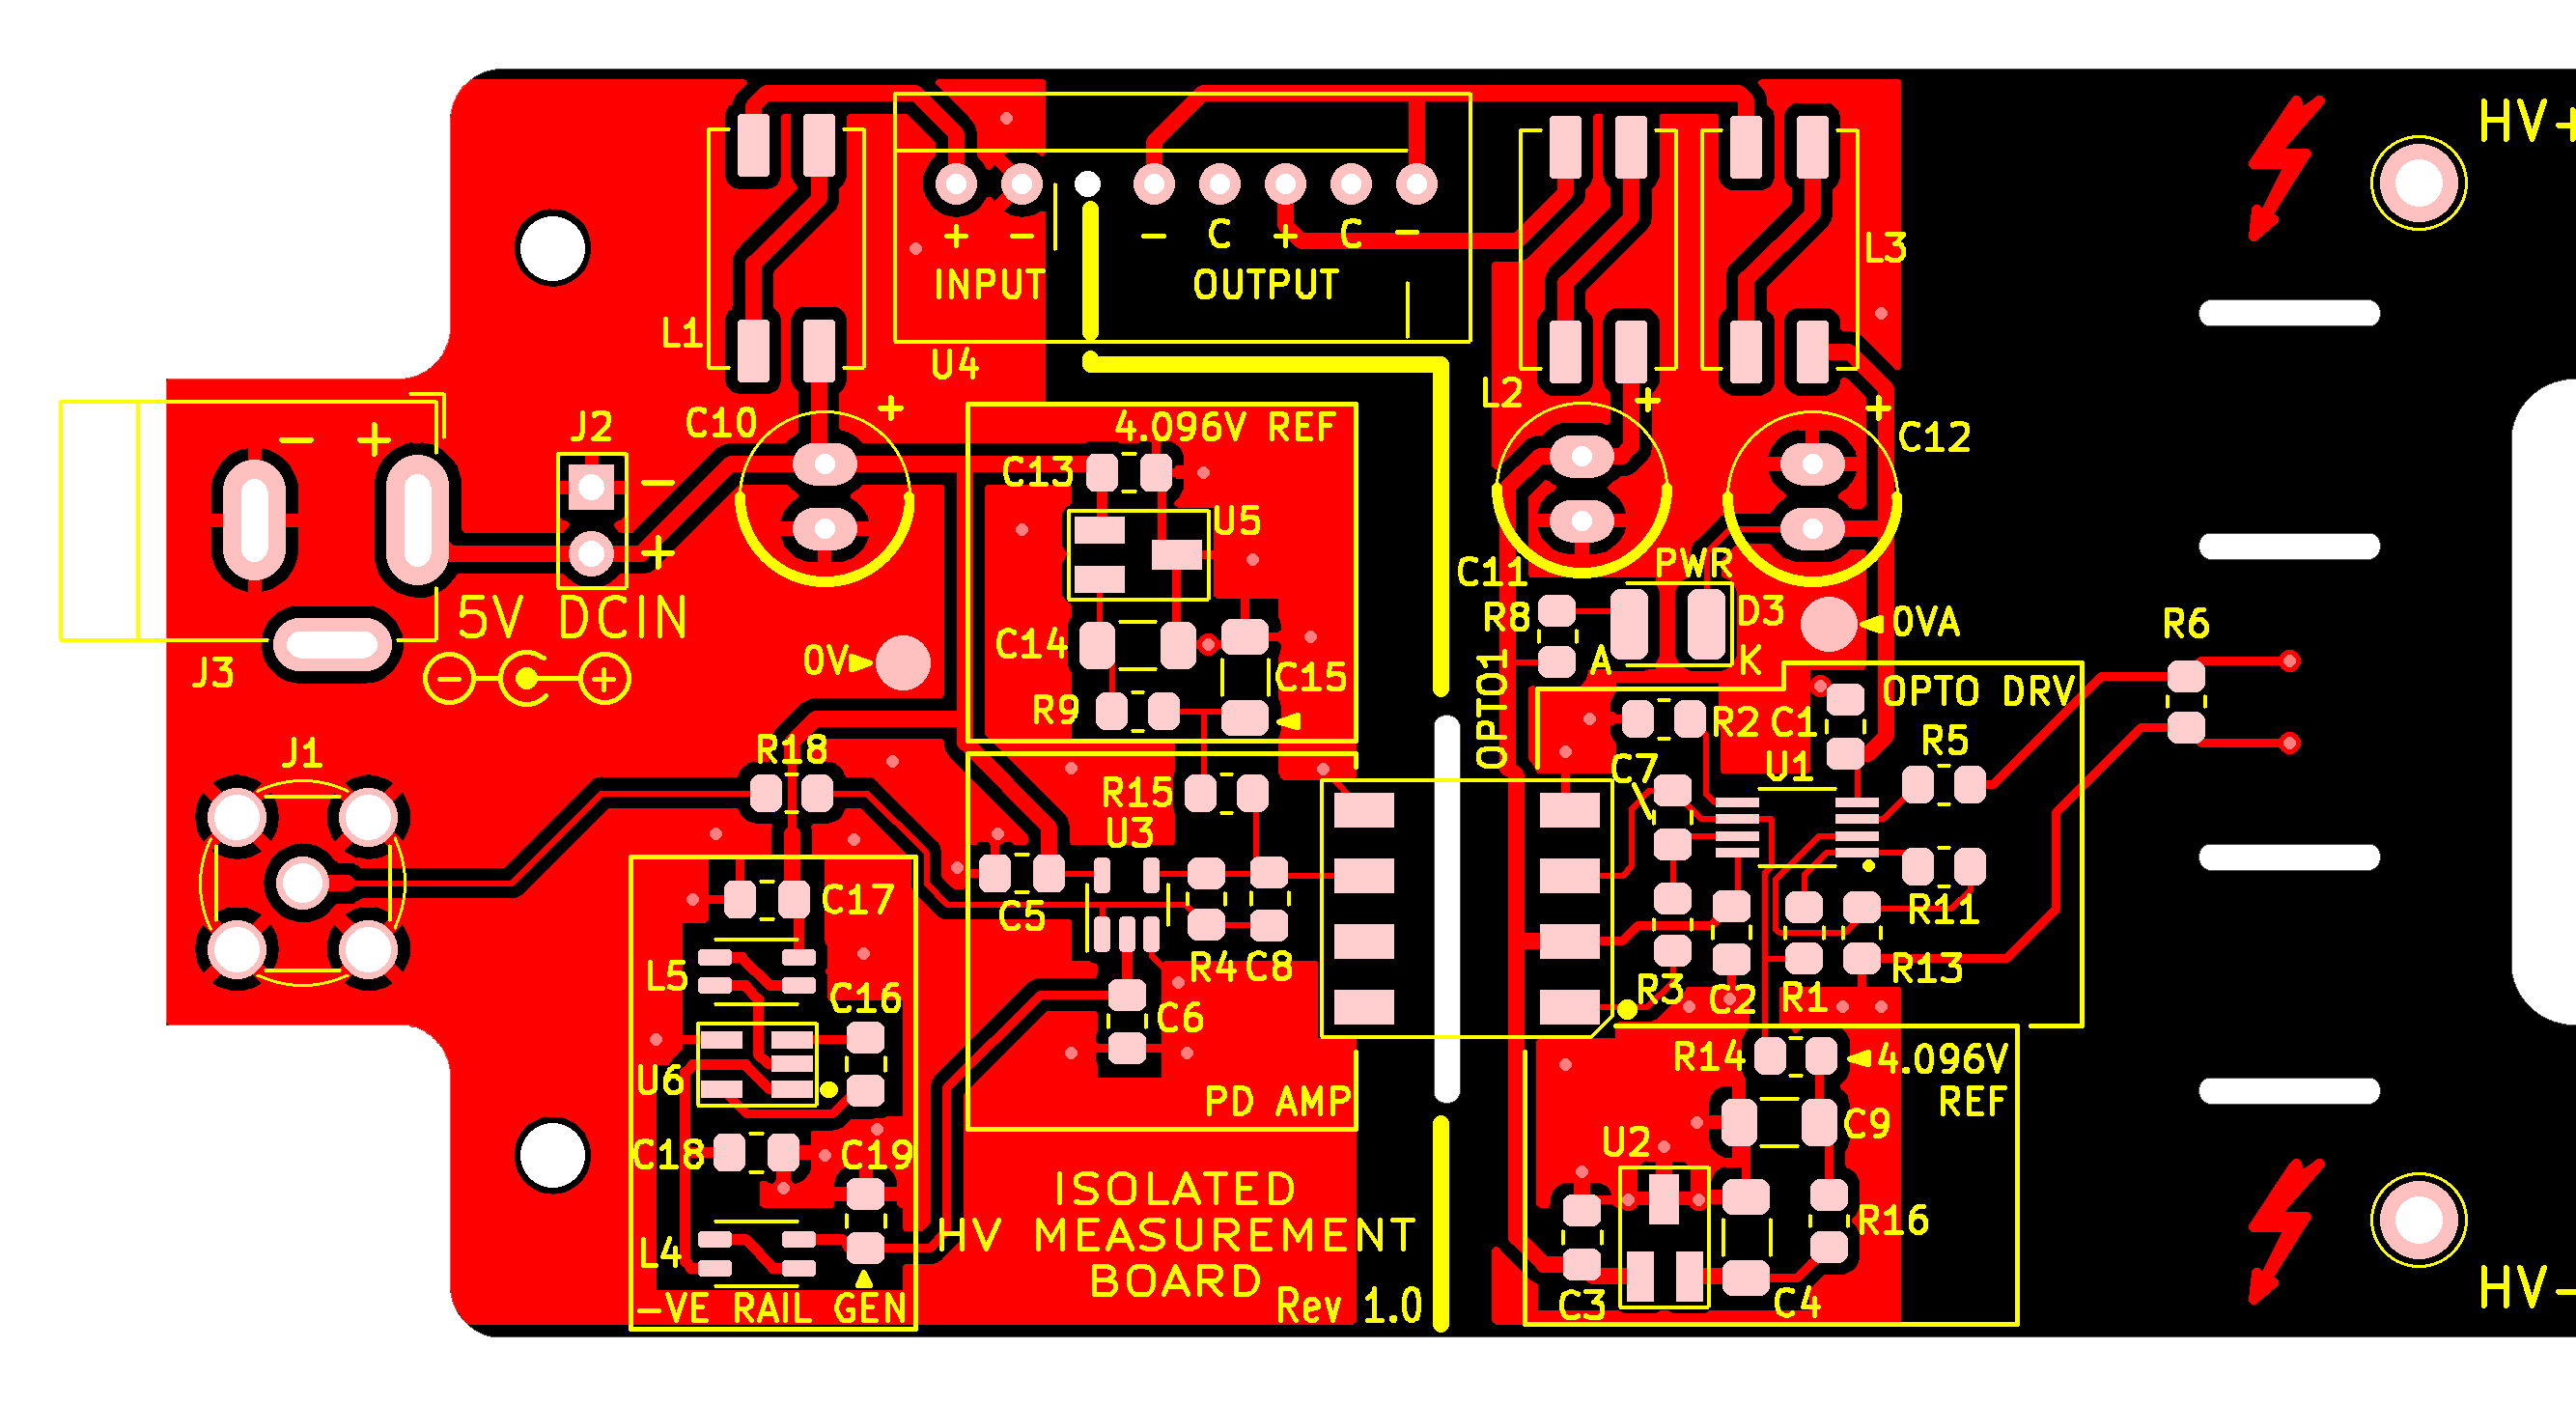 HV+
+ - - C + C -
INPUT OUTPUT
L3
L1
U4
L2
+
+
+
C10
C12
4.096V REF
- +
J2
-
+
C13
U5
C11
PWR
R8
D3
0VA
R6
5V DCIN
J3
- +
0V
C14
C15
R9
A K
OPTO1
OPTO DRV
R2
C1
J1
R18
R15
U3
C7
U1
R5
C17
C5
R4
C8
R11
R13
L5
C16
R3
C2
R1
U6
C6
R14
4.096V
REF
PD AMP
C9
C18
C19
U2
R16
L4
ISOLATED
HV MEASUREMENT
BOARD
Rev 1.0
-VE RAIL GEN
C3
C4
HV-